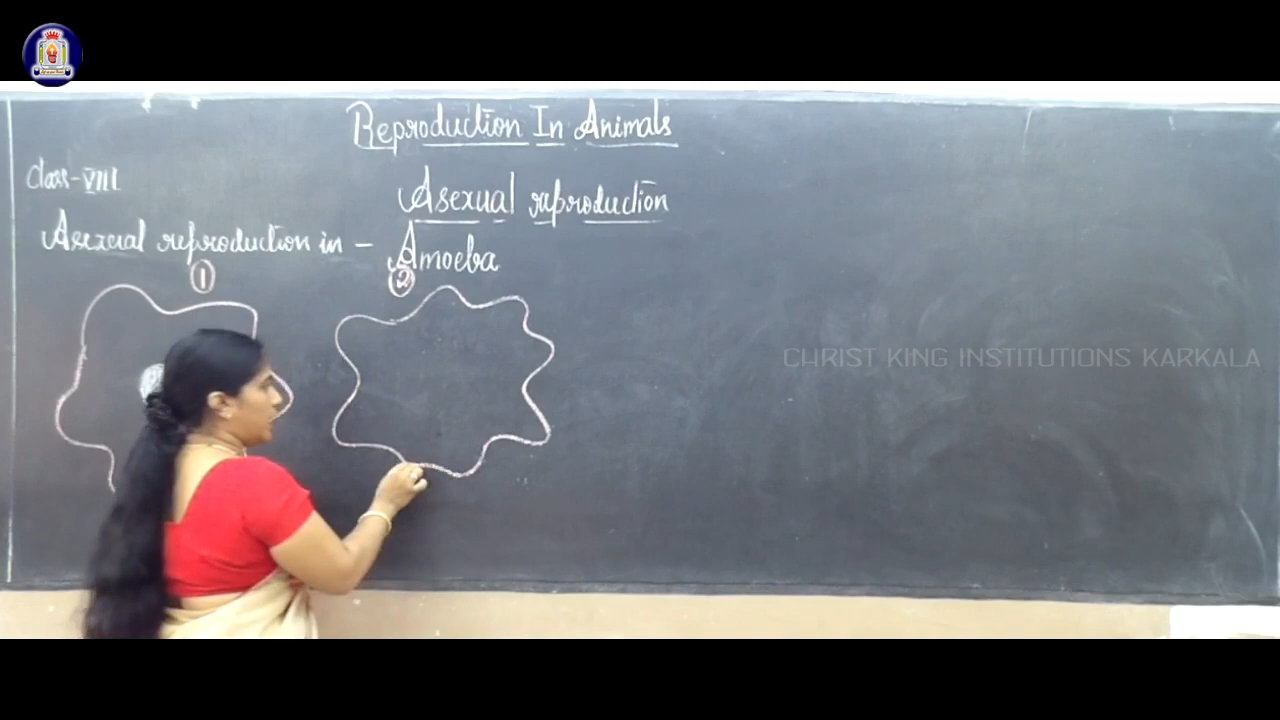 Reproduction In Animals
Class-VIII
Asexual reproduction
Asexual reproduction in - Amoeba
1
2
CHRIST KING INSTITUTIONS KARKALA